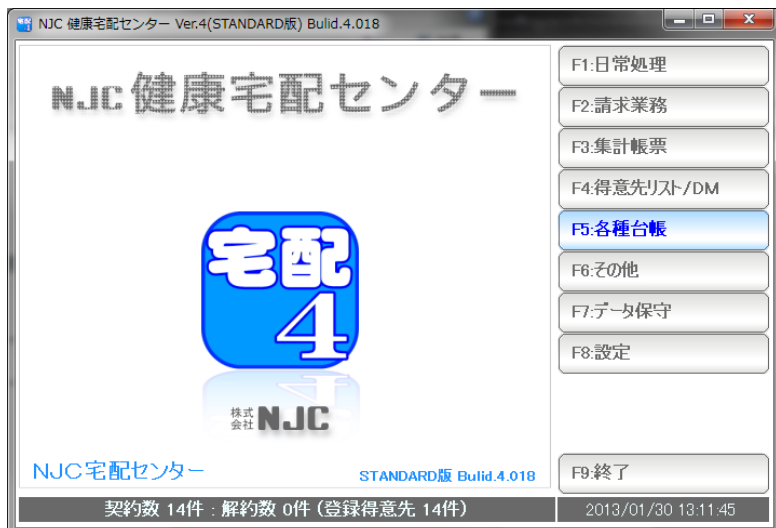 NJC 健康宅配センター Ver.4(STANDARD版) Bulid.4.018
NJC 健康宅配センター
宅配
4
株式会社 NJC
NJC宅配センター
STANDARD版 Bulid.4.018
F1:日常処理
F2:請求業務
F3:集計帳票
F4:得意先リスト/DM
F5:各種台帳
F6:その他
F7:データ保守
F8:設定
F9:終了
契約数 14件 : 解約数 0件 (登録得意先 14件)
2013/01/30 13:11:45